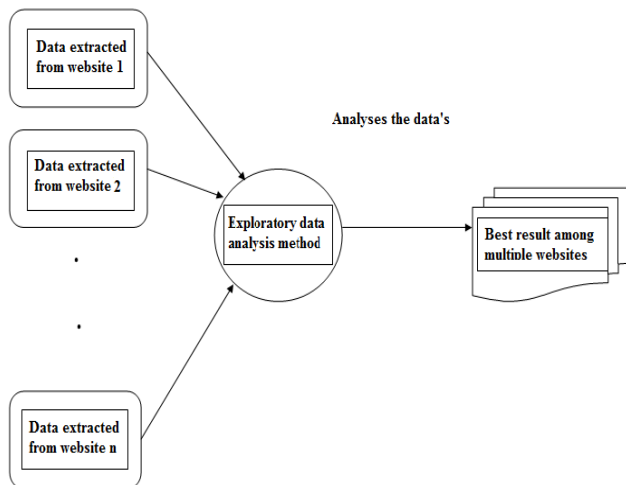 Data extracted
from website 1
Analyses the data's
Data extracted
from website 2
Exploratory data
analysis method
Best result among
multiple websites
Data extracted
from website n